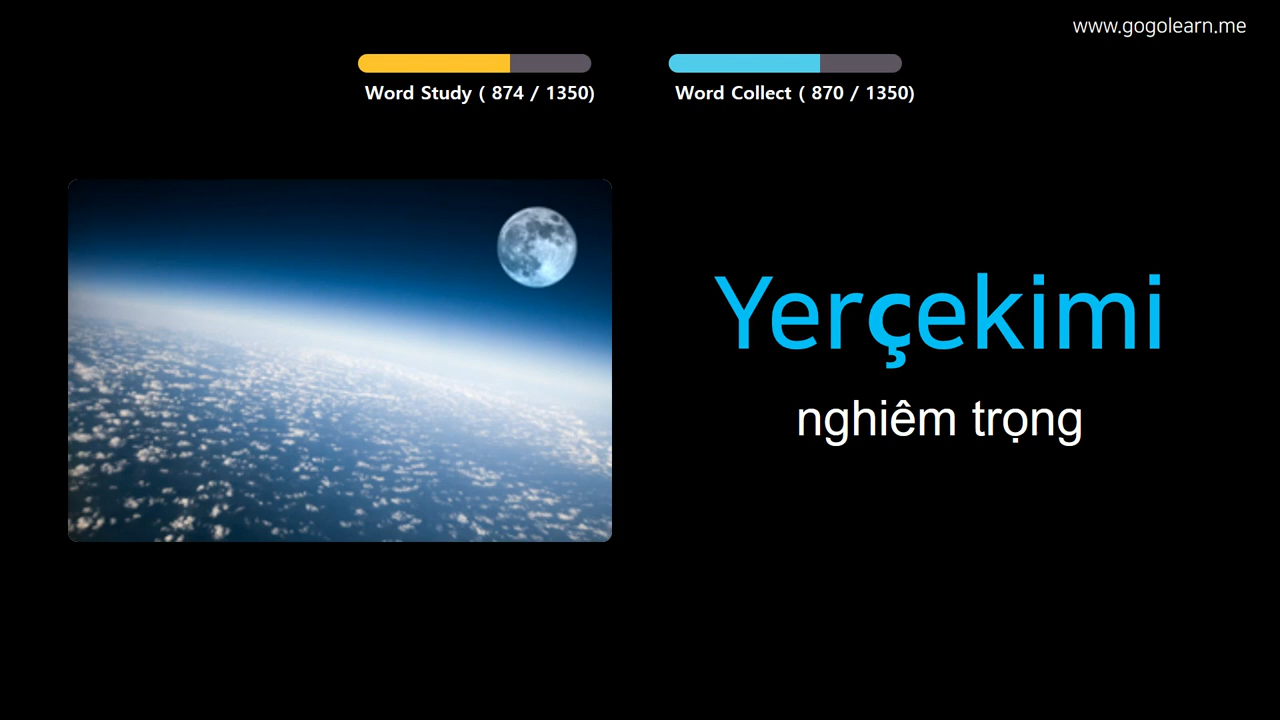 www.gogolearn.me
Word Study ( 874 / 1350)
Word Collect ( 870 / 1350)
Yerçekimi
nghiêm trọng